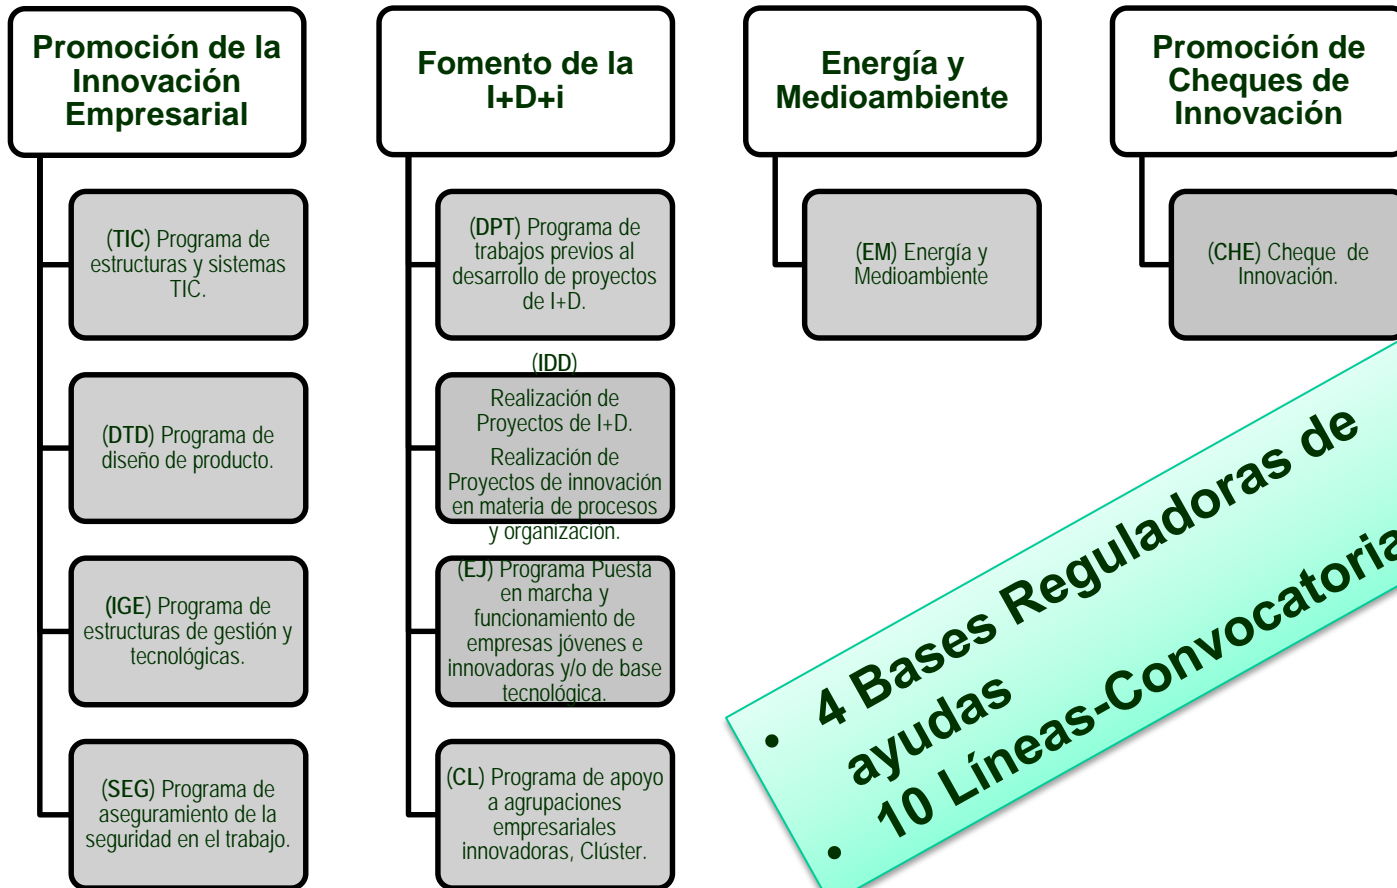 Promoción de la
Innovación
Empresarial
(TIC) Programa de
estructuras y sistemas
TIC.
(DTD) Programa de
diseño de producto.
(IGE) Programa de
estructuras de gestión y
tecnológicas.
(SEG) Programa de
aseguramiento de la
seguridad en el trabajo.
Fomento de la
I+D+i
(DPT) Programa de
trabajos previos al
desarrollo de proyectos
de I+D.
(IDD)
Realización de
Proyectos de I+D.
Realización de
Proyectos de innovación
en materia de procesos
y organización.
(EJ) Programa Puesta
en marcha y
funcionamiento de
empresas jóvenes e
innovadoras y/o de base
tecnológica.
(CL) Programa de apoyo
a agrupaciones
empresariales
innovadoras, Clúster.
Energía y
Medioambiente
(EM) Energía y
Medioambiente
Promoción de
Cheques de
Innovación
(CHE) Cheque de
Innovación.
• 4 Bases Reguladoras de
ayudas
• 10 Líneas-Convocatoria